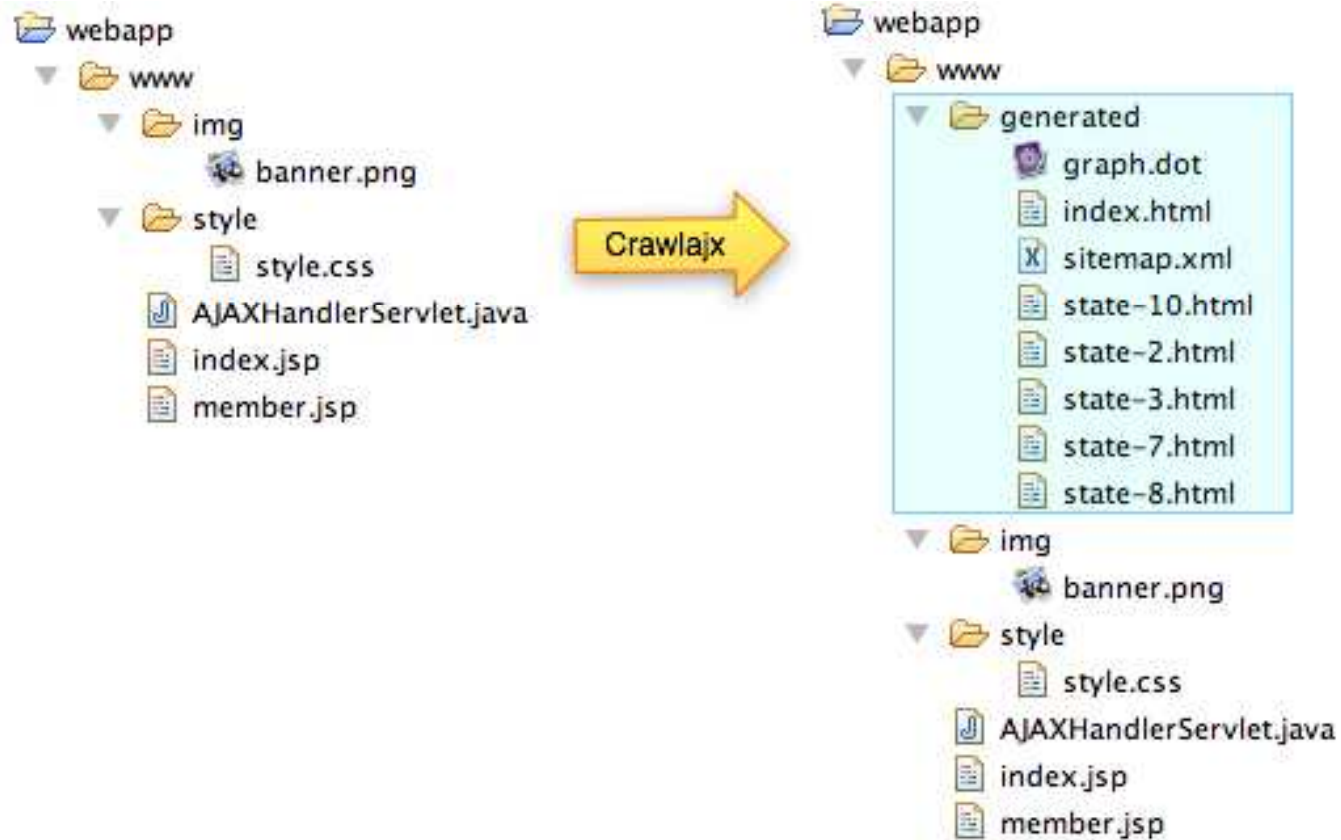 webapp
www
img
banner.png
style
style.css
AJAXHandlerServlet.java
index.jsp
member.jsp
Crawlajx
webapp
www
generated
graph.dot
index.html
sitemap.xml
state-10.html
state-2.html
state-3.html
state-7.html
state-8.html
img
banner.png
style
style.css
AJAXHandlerServlet.java
index.jsp
member.jsp